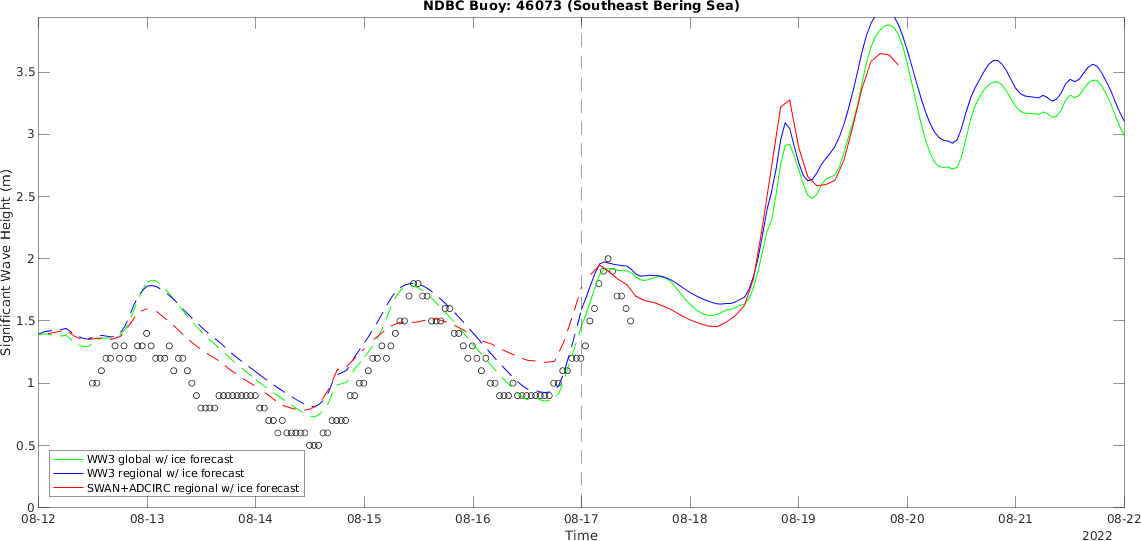 NDBC Buoy: 46073 (Southeast Bering Sea)
Significant Wave Height (m)
3.5
3
2.5
2
1.5
1
0.5
0
WW3 global w/ ice forecast
WW3 regional w/ ice forecast
SWAN+ADCIRC regional w/ ice forecast
08-12 08-13 08-14 08-15 08-16 08-17 08-18 08-19 08-20 08-21 08-22
Time
2022